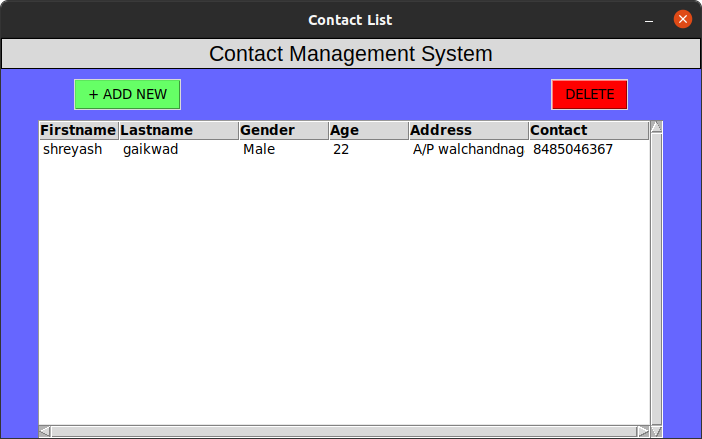 Contact List
Contact Management System
+ ADD NEW DELETE
Firstname Lastname Gender Age Address Contact
shreyash gaikwad Male 22 A/P walchandnag 8485046367